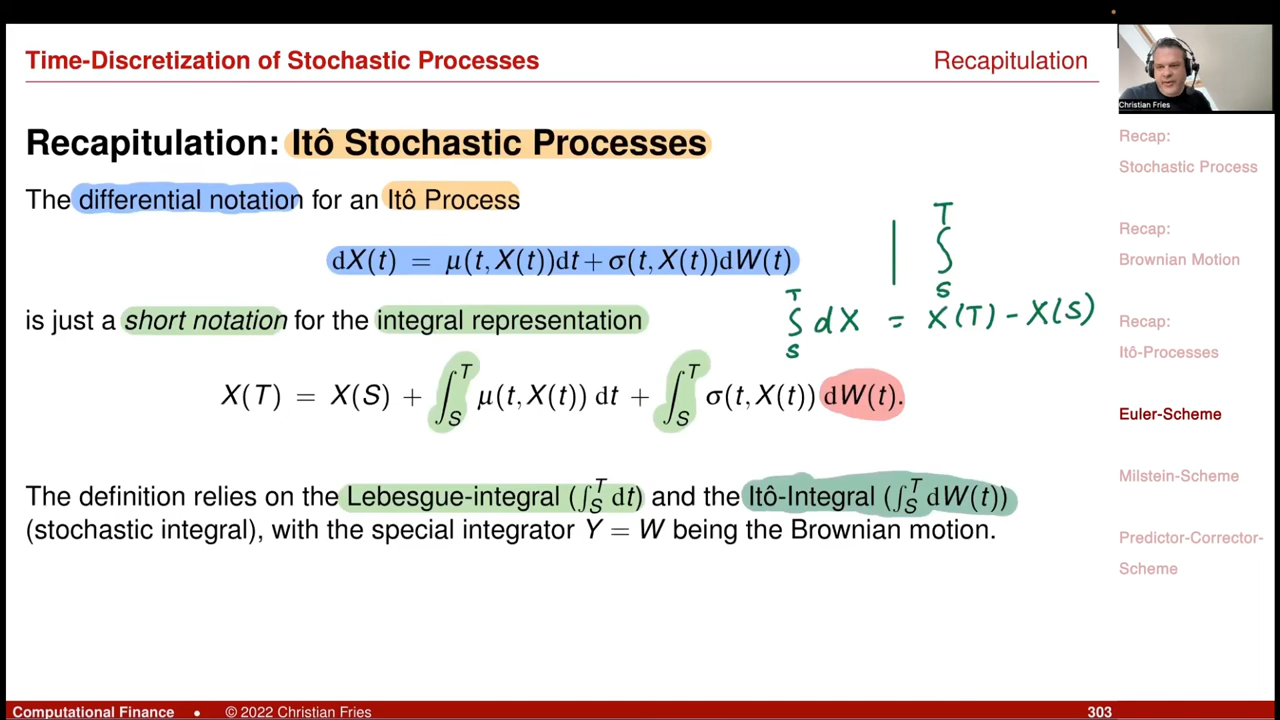 Time-Discretization of Stochastic Processes
Recapitulation
Christian Fries
Recapitulation: Itô Stochastic Processes
The differential notation for an Itô Process
dX(t) = μ(t,X(t))dt+σ(t,X(t))dW(t)
| ∫_S^T
is just a short notation for the integral representation
∫_S^T dX = X(T) - X(S)
X(T) = X(S) + ∫_S^T μ(t,X(t)) dt + ∫_S^T σ(t,X(t)) dW(t).
The definition relies on the Lebesgue-integral (∫_S^T dt) and the Itô-Integral (∫_S^T dW(t))
(stochastic integral), with the special integrator Y = W being the Brownian motion.
Recap:
Stochastic Process
Recap:
Brownian Motion
Recap:
Itô-Processes
Euler-Scheme
Milstein-Scheme
Predictor-Corrector-
Scheme
Computational Finance • © 2022 Christian Fries
303